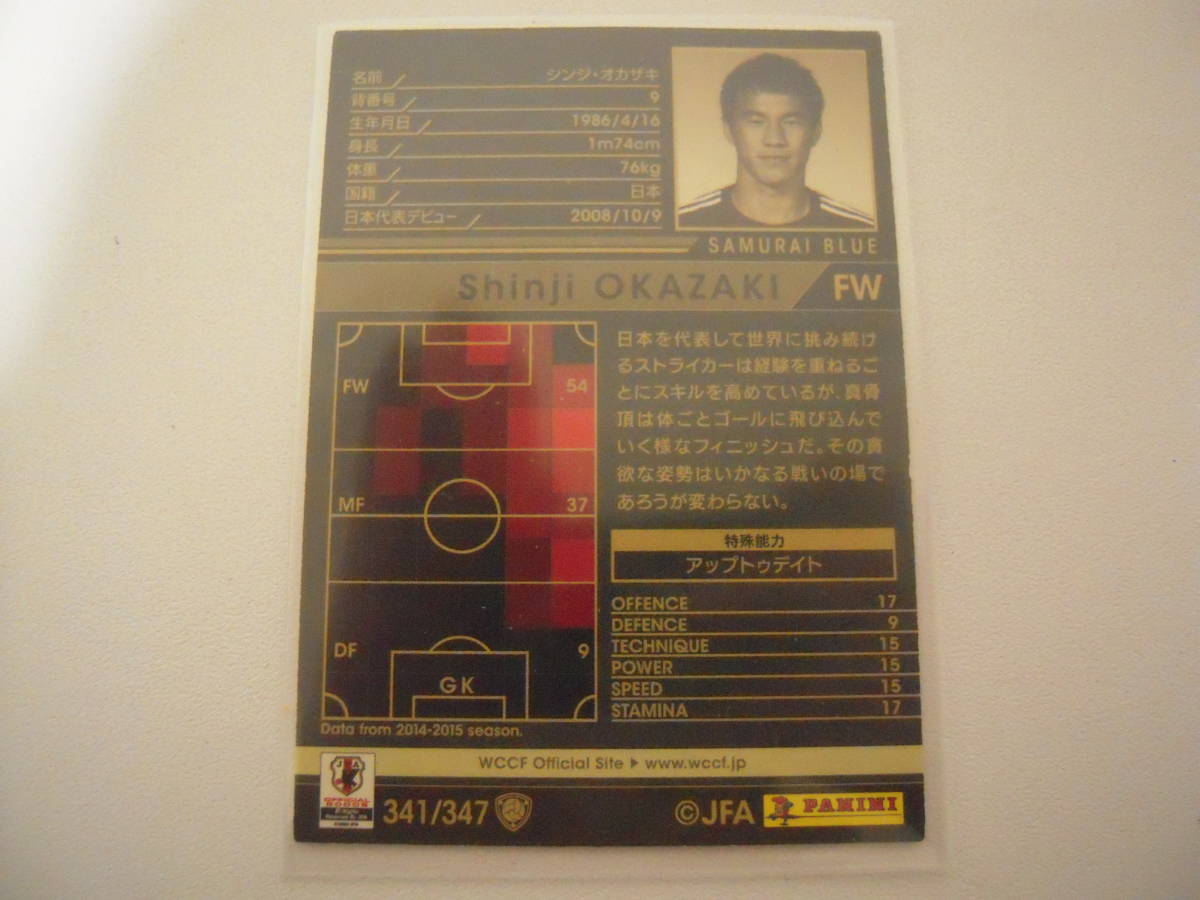 名前 シンジ・オカザキ
背番号 9
生年月日 1986/4/16
身長 1m74cm
体重 76kg
国籍 日本
日本代表デビュー 2008/10/9
SAMURAI BLUE
Shinji OKAZAKI FW
FW 54
MF 37
DF 9
GK
Data from 2014-2015 season.
日本を代表して世界に挑み続け
るストライカーは経験を重ねるご
とにスキルを高めているが、真骨
頂は体ごとゴールに飛び込んで
いく様なフィニッシュだ。その貪
欲な姿勢はいかなる戦いの場で
あろうが変わらない。
特殊能力
アップトゥデイト
OFFENCE 17
DEFENCE 9
TECHNIQUE 15
POWER 15
SPEED 15
STAMINA 17
WCCF Official Site ▶ www.wccf.jp
JFA
OFFICIAL
GOODS
341/347
©JFA PANINI